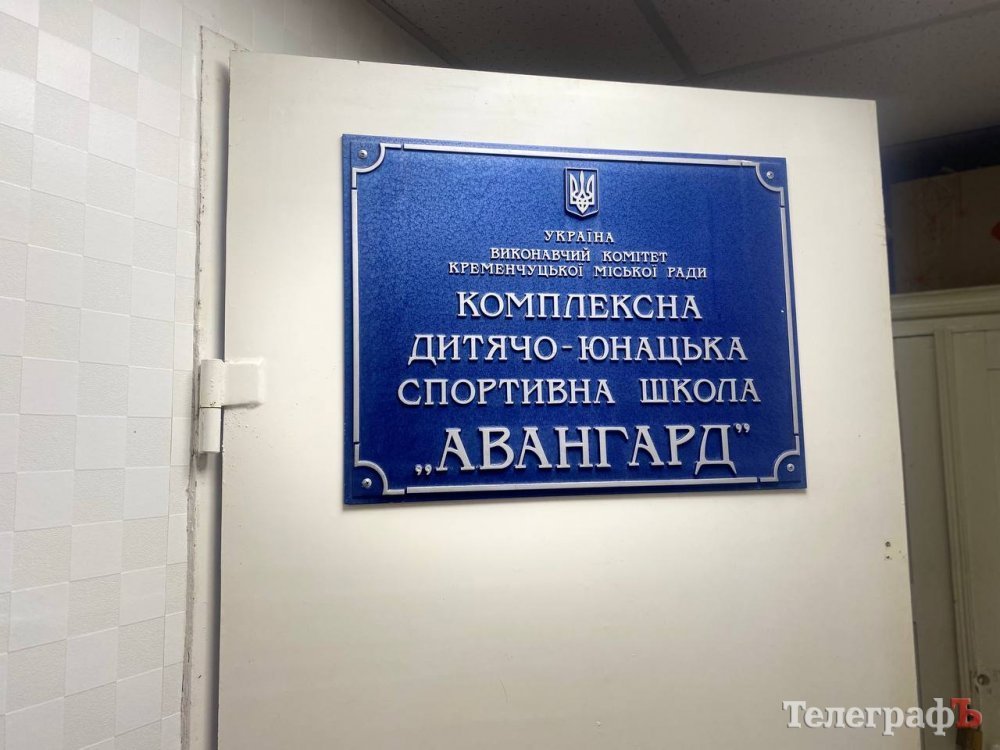 УКРАЇНА
ВИКОНАВЧИЙ КОМІТЕТ
КРЕМЕНЧУЦЬКОЇ МІСЬКОЇ РАДИ
КОМПЛЕКСНА
ДИТЯЧО-ЮНАЦЬКА
СПОРТИВНА ШКОЛА
„АВАНГАРД”
ТелеграфЪ